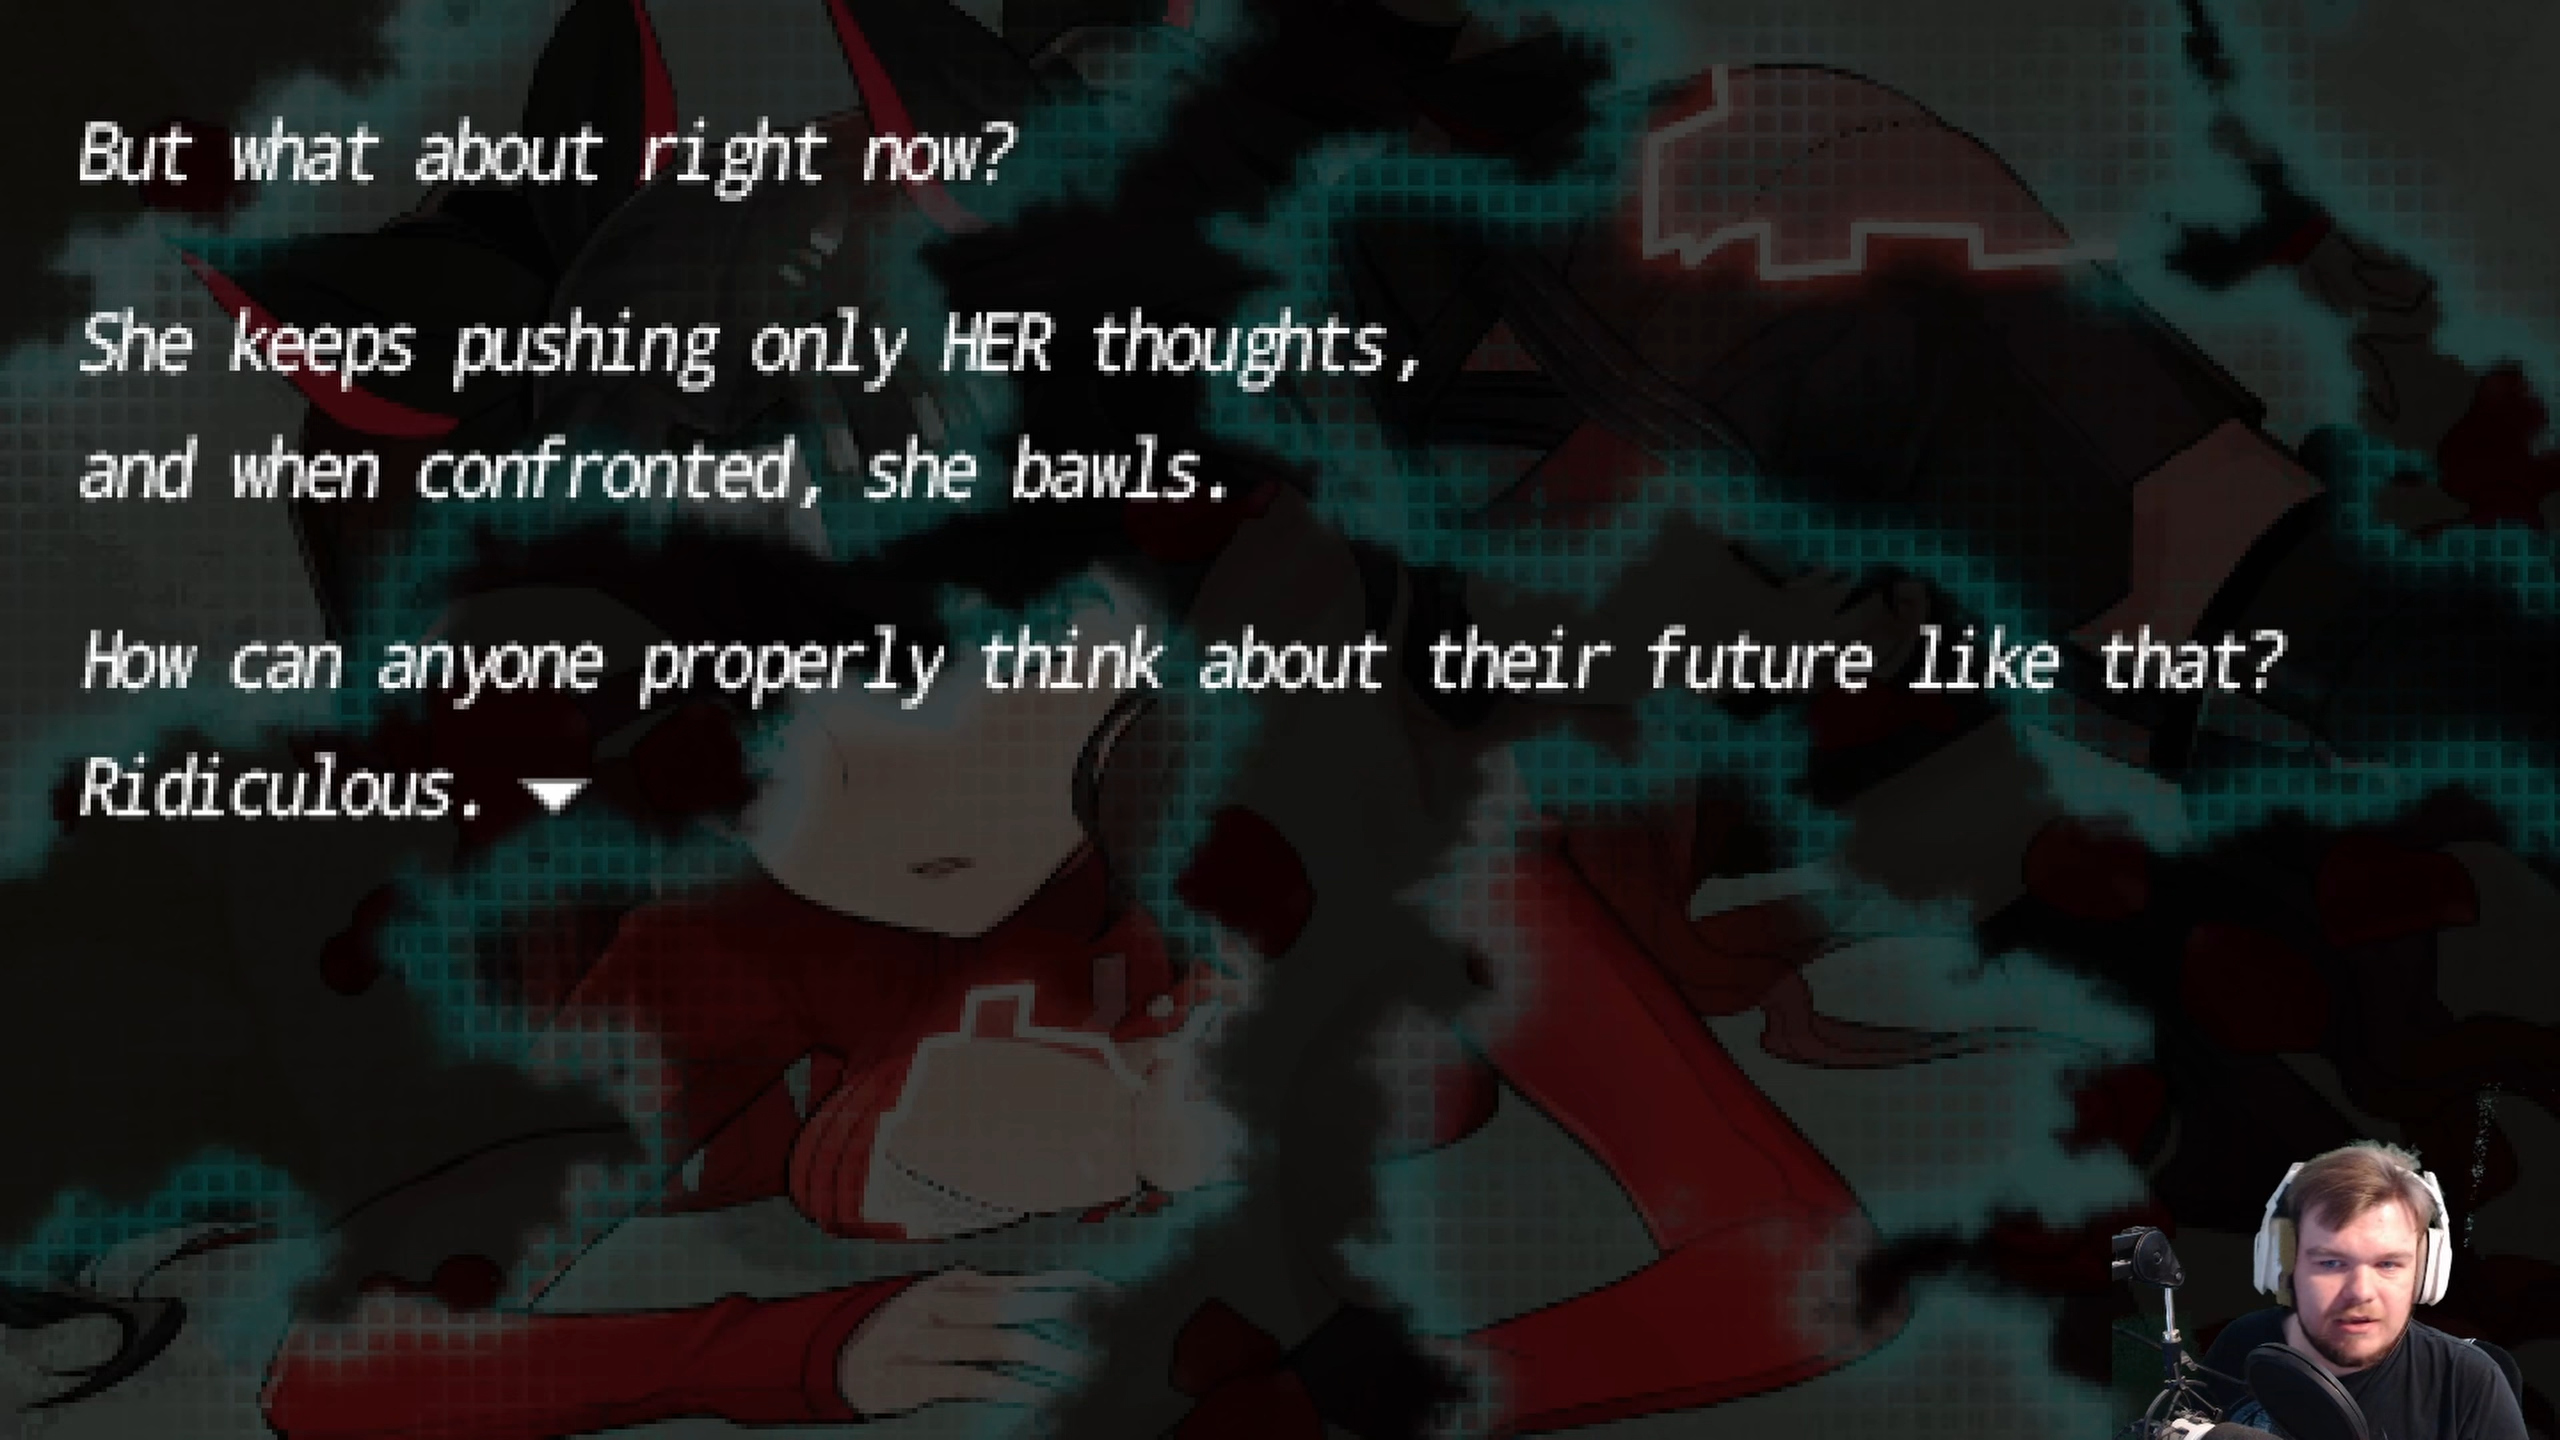 But what about right now?
She keeps pushing only HER thoughts,
and when confronted, she bawls.
How can anyone properly think about their future like that?
Ridiculous.